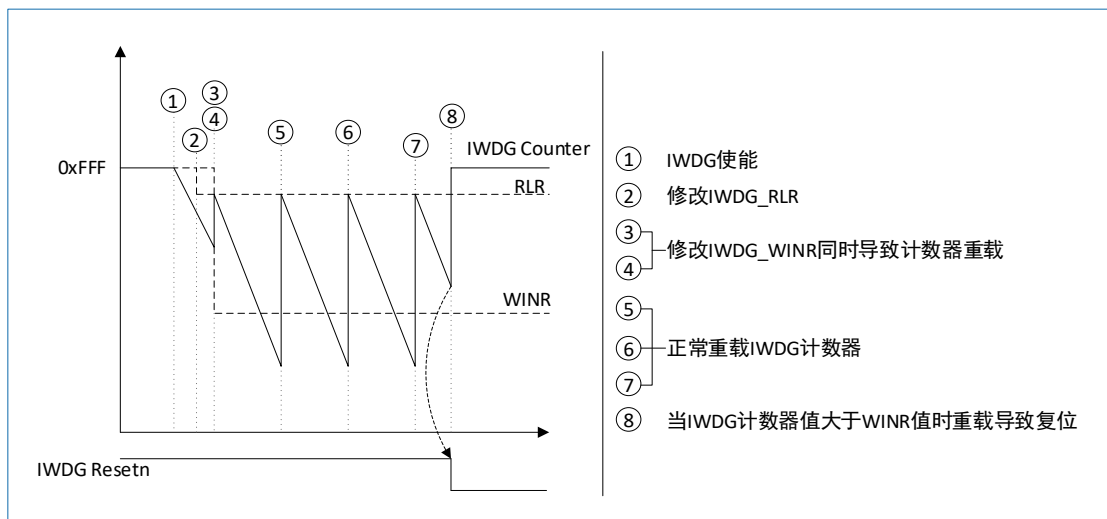 ③
① ④ ⑧
② ⑤ ⑥ ⑦
IWDG Counter
0xFFF
RLR
WINR
IWDG Resetn
① IWDG使能
② 修改IWDG_RLR
③
修改IWDG_WINR同时导致计数器重载
④
⑤
⑥ 正常重载IWDG计数器
⑦
⑧ 当IWDG计数器值大于WINR值时重载导致复位